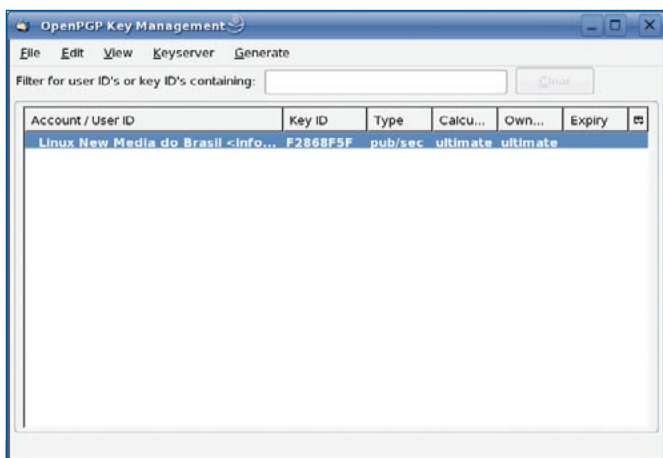 OpenPGP Key Management
File Edit View Keyserver Generate
Filter for user ID's or key ID's containing: Clear
Account / User ID Key ID Type Calcu... Own... Expiry
Linux New Media do Brasil <info... F2868F5F pub/sec ultimate ultimate